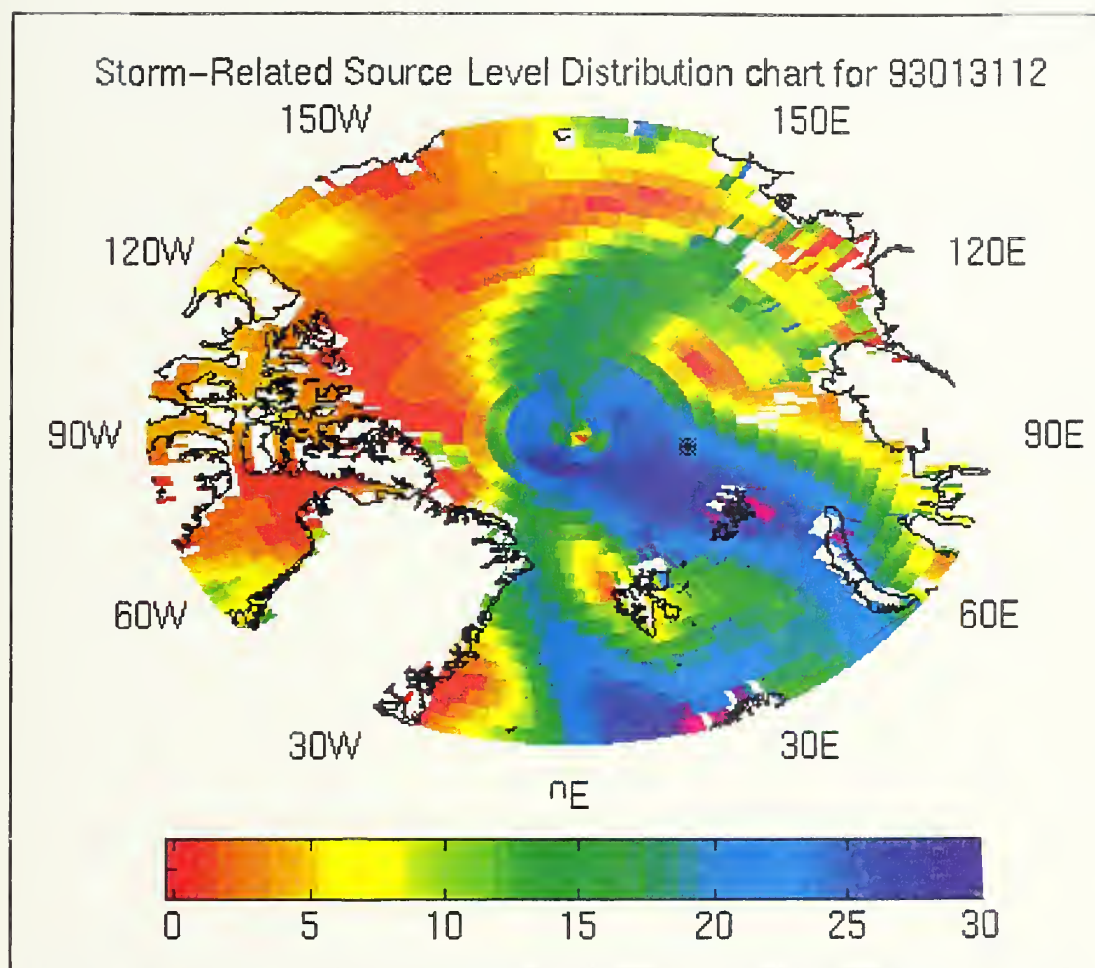 Storm-Related Source Level Distribution chart for 93013112
150W 150E
120W 120E
90W 90E
60W 60E
30W 30E
0E
0 5 10 15 20 25 30